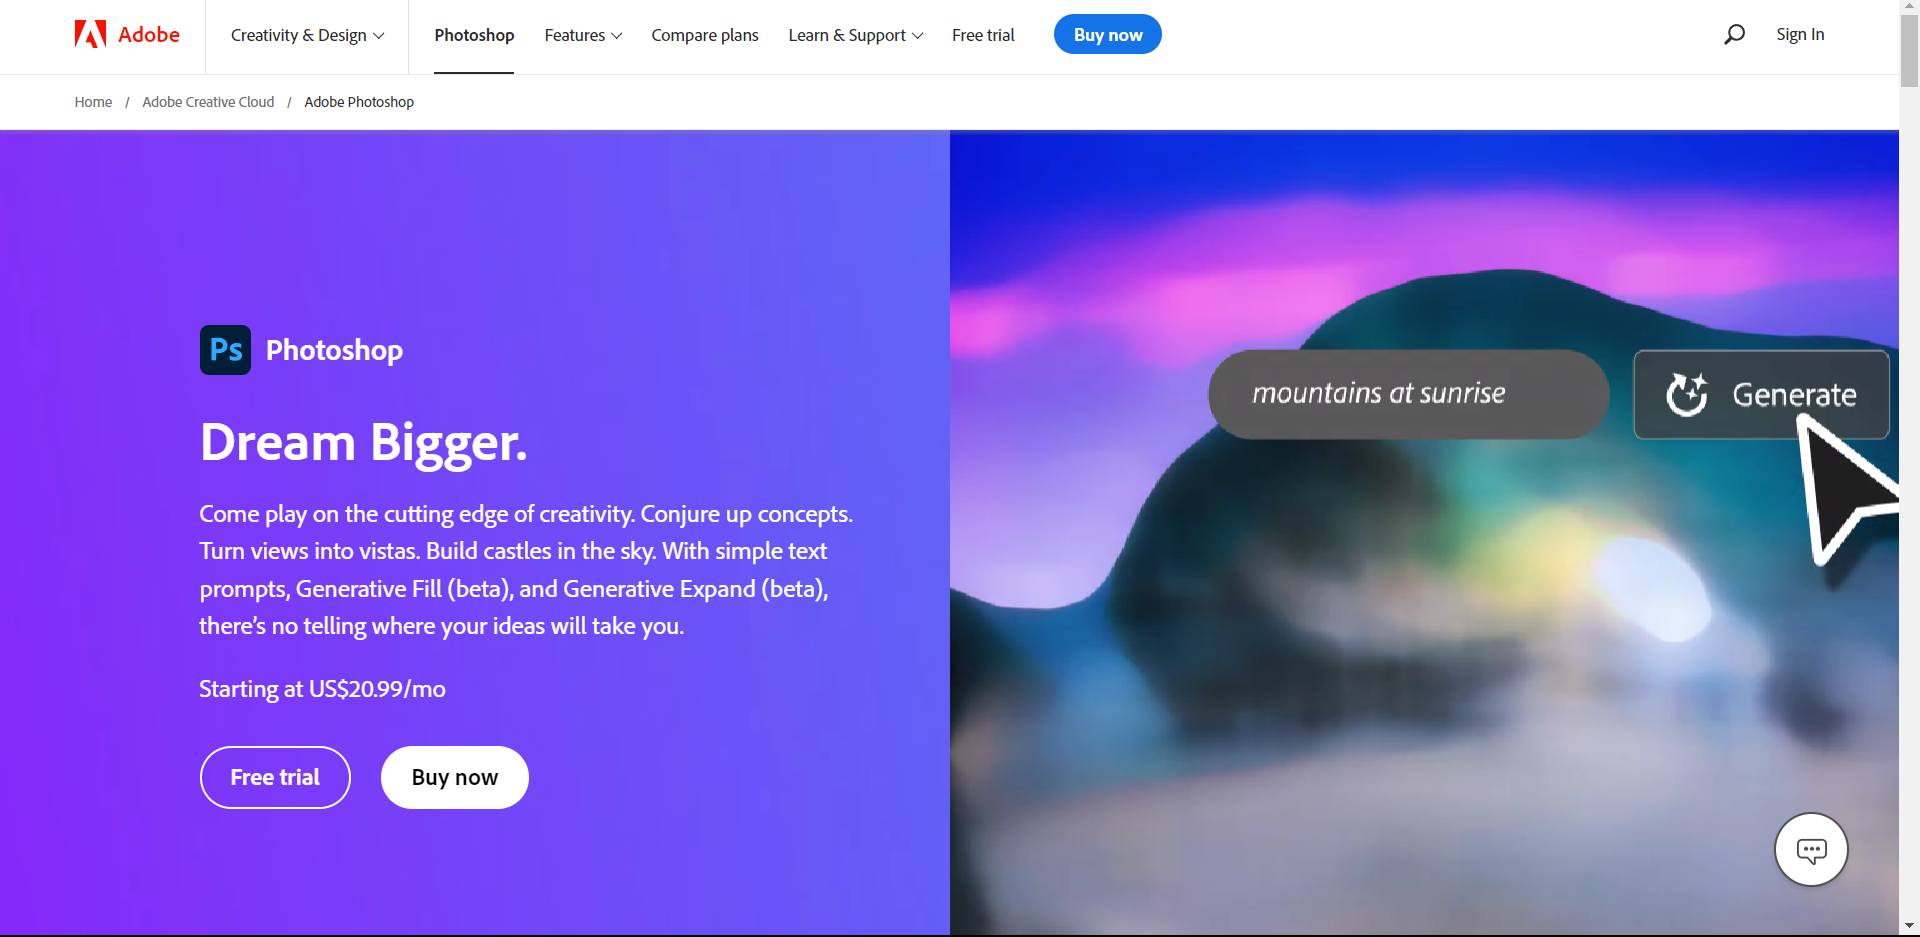 Adobe
Creativity & Design
Photoshop
Features
Compare plans
Learn & Support
Free trial
Buy now
Sign In
Home / Adobe Creative Cloud / Adobe Photoshop
Ps Photoshop
Dream Bigger.
Come play on the cutting edge of creativity. Conjure up concepts.
Turn views into vistas. Build castles in the sky. With simple text
prompts, Generative Fill (beta), and Generative Expand (beta),
there’s no telling where your ideas will take you.
Starting at US$20.99/mo
Free trial
Buy now
mountains at sunrise
Generate